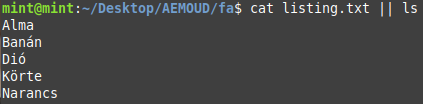 mint@mint:~/Desktop/AEMOUD/fa$ cat listing.txt || ls
Alma
Banán
Dió
Körte
Narancs